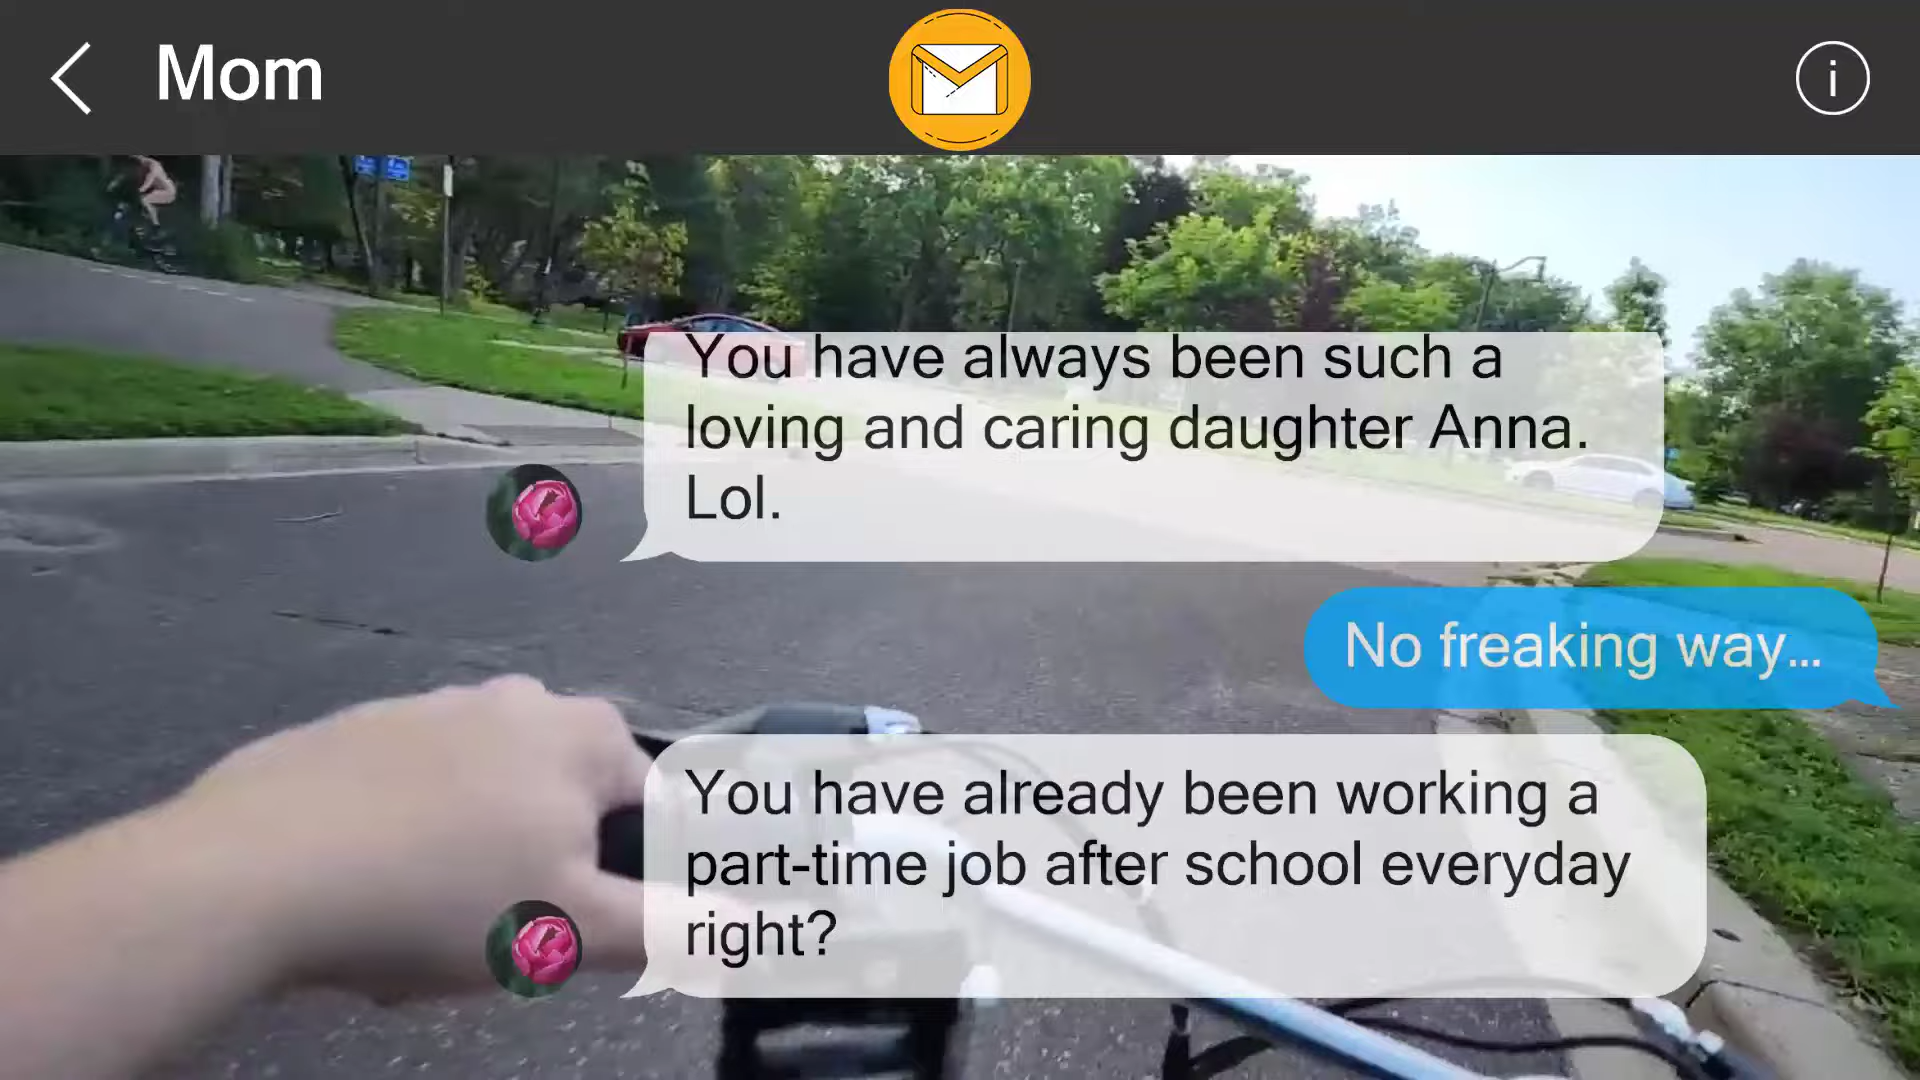 Mom
i
You have always been such a
loving and caring daughter Anna.
Lol.
No freaking way...
You have already been working a
part-time job after school everyday
right?